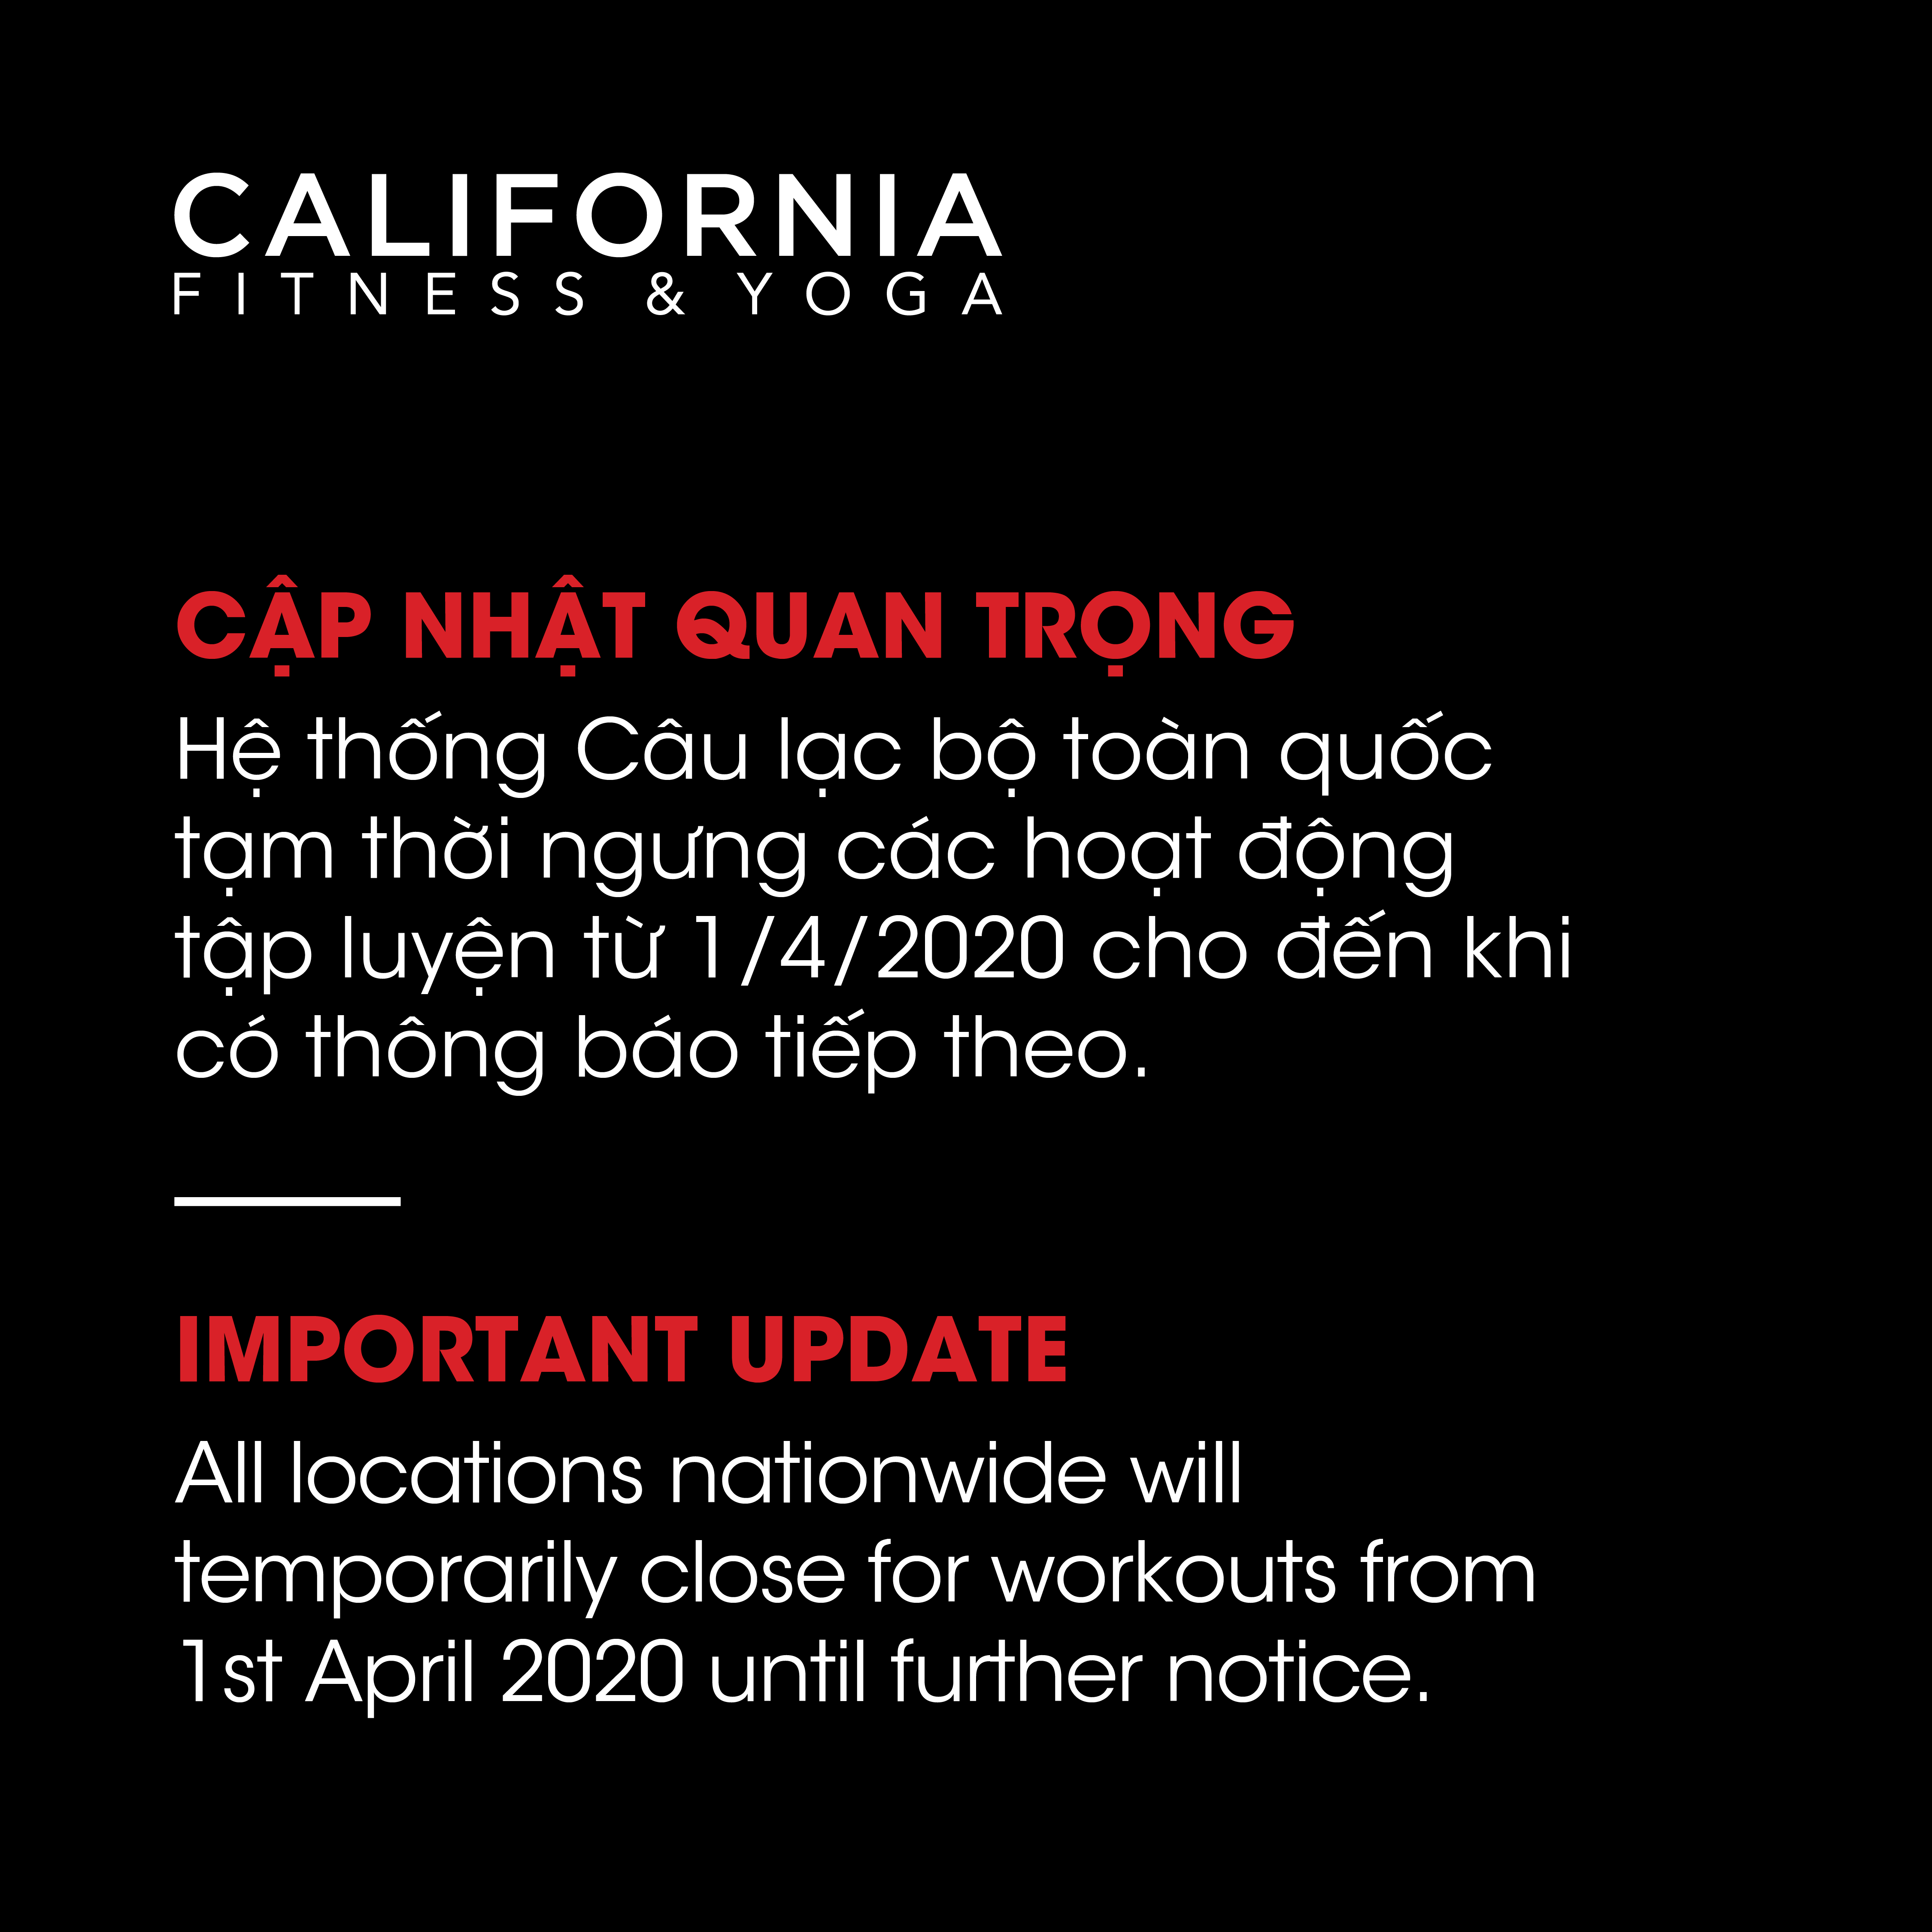 CALIFORNIA
FITNESS & YOGA
CẬP NHẬT QUAN TRỌNG
Hệ thống Câu lạc bộ toàn quốc
tạm thời ngưng các hoạt động
tập luyện từ 1/4/2020 cho đến khi
có thông báo tiếp theo.
IMPORTANT UPDATE
All locations nationwide will
temporarily close for workouts from
1st April 2020 until further notice.